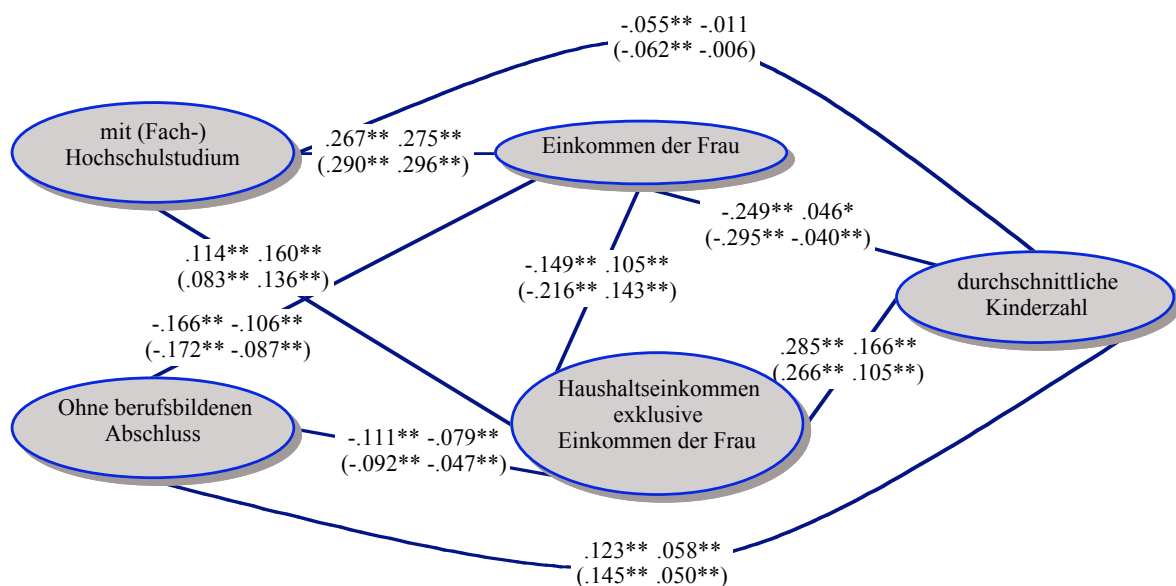 -.055** -.011
(-.062** -.006)
mit (Fach-)
Hochschulstudium
.267** .275**
(.290** .296**)
Einkommen der Frau
-.249** .046*
(-.295** -.040**)
.114** .160**
(.083** .136**)
-.149** .105**
(-.216** .143**)
durchschnittliche
Kinderzahl
-.166** -.106**
(-.172** -.087**)
.285** .166**
(.266** .105**)
Ohne berufsbildenen
Abschluss
Haushaltseinkommen
exklusive
Einkommen der Frau
-.111** -.079**
(-.092** -.047**)
.123** .058**
(.145** .050**)